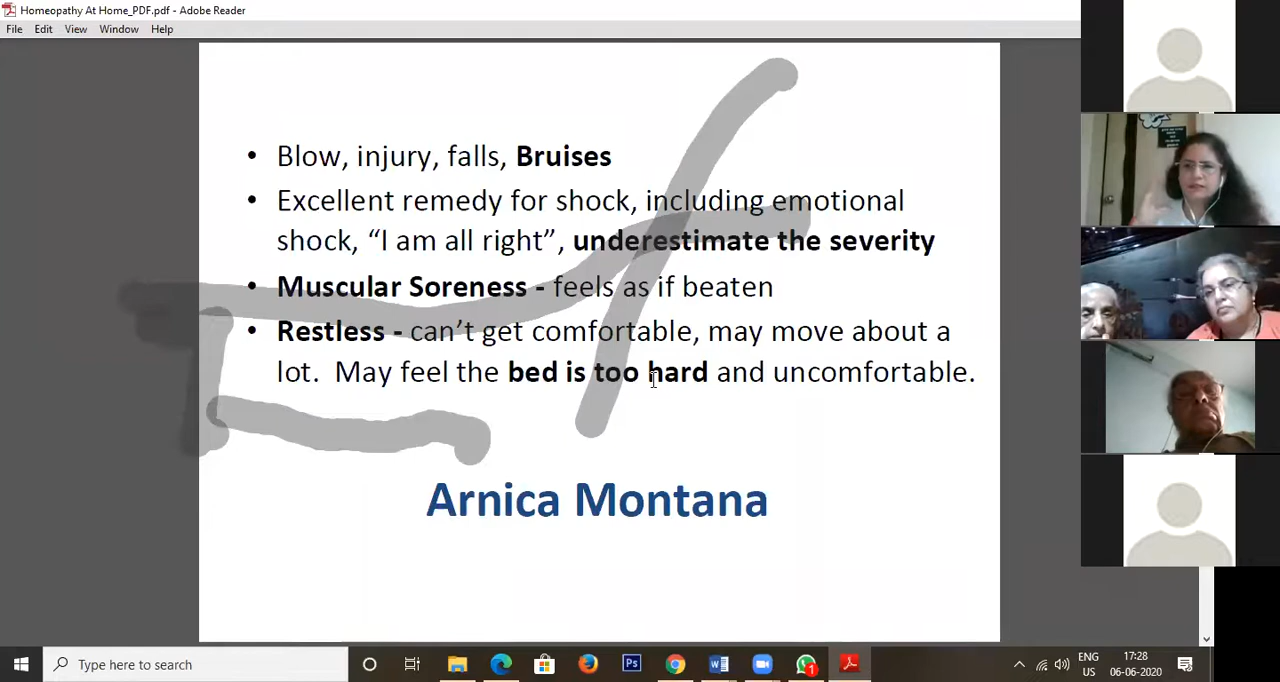 Homeopathy At Home_PDF.pdf - Adobe Reader
File Edit View Window Help
• Blow, injury, falls, Bruises
• Excellent remedy for shock, including emotional
shock, “I am all right”, underestimate the severity
• Muscular Soreness - feels as if beaten
• Restless - can’t get comfortable, may move about a
lot. May feel the bed is too hard and uncomfortable.
Arnica Montana
Type here to search
ENG
US
17:28
06-06-2020